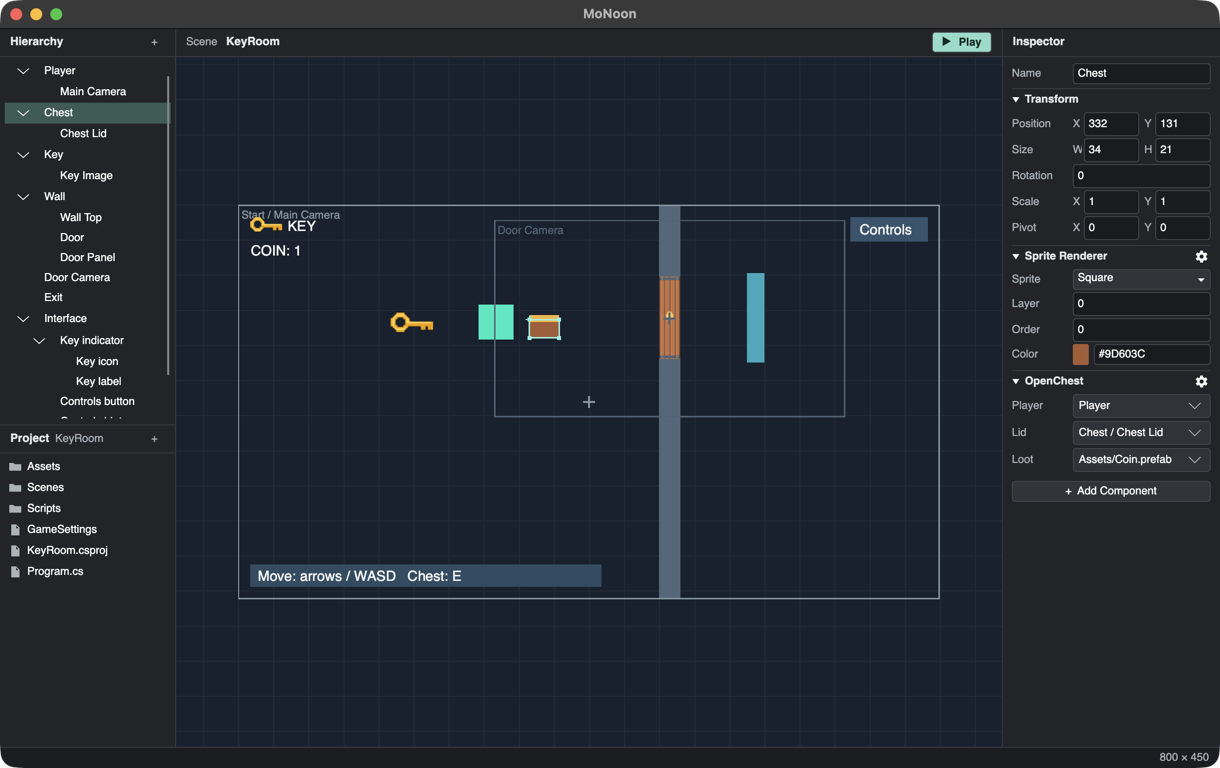 MoNoon
Hierarchy +
Player
Main Camera
Chest
Chest Lid
Key
Key Image
Wall
Wall Top
Door
Door Panel
Door Camera
Exit
Interface
Key indicator
Key icon
Key label
Controls button
Project KeyRoom +
Assets
Scenes
Scripts
GameSettings
KeyRoom.csproj
Program.cs
Scene KeyRoom
Play
Start / Main Camera
KEY
COIN: 1
Door Camera
Controls
Move: arrows / WASD Chest: E
Inspector
Name Chest
Transform
Position X 332 Y 131
Size W 34 H 21
Rotation 0
Scale X 1 Y 1
Pivot X 0 Y 0
Sprite Renderer
Sprite Square
Layer 0
Order 0
Color #9D603C
OpenChest
Player Player
Lid Chest / Chest Lid
Loot Assets/Coin.prefab
+ Add Component
800 × 450